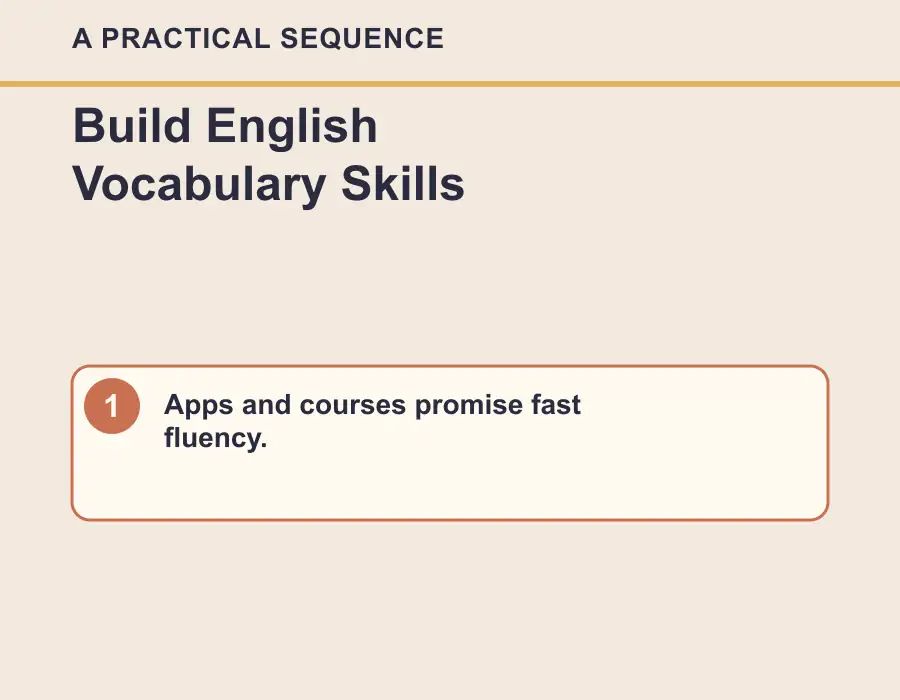 A PRACTICAL SEQUENCE
Build English
Vocabulary Skills
1
Apps and courses promise fast
fluency.